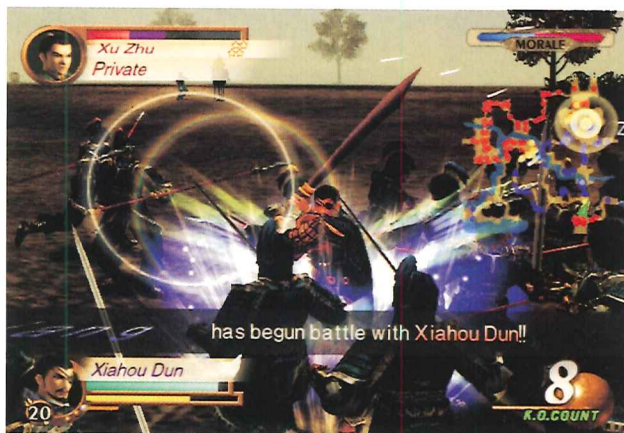 Xu Zhu
Private
MORALE
has begun battle with Xiahou Dun!!
Xiahou Dun
20
8
K.O.COUNT